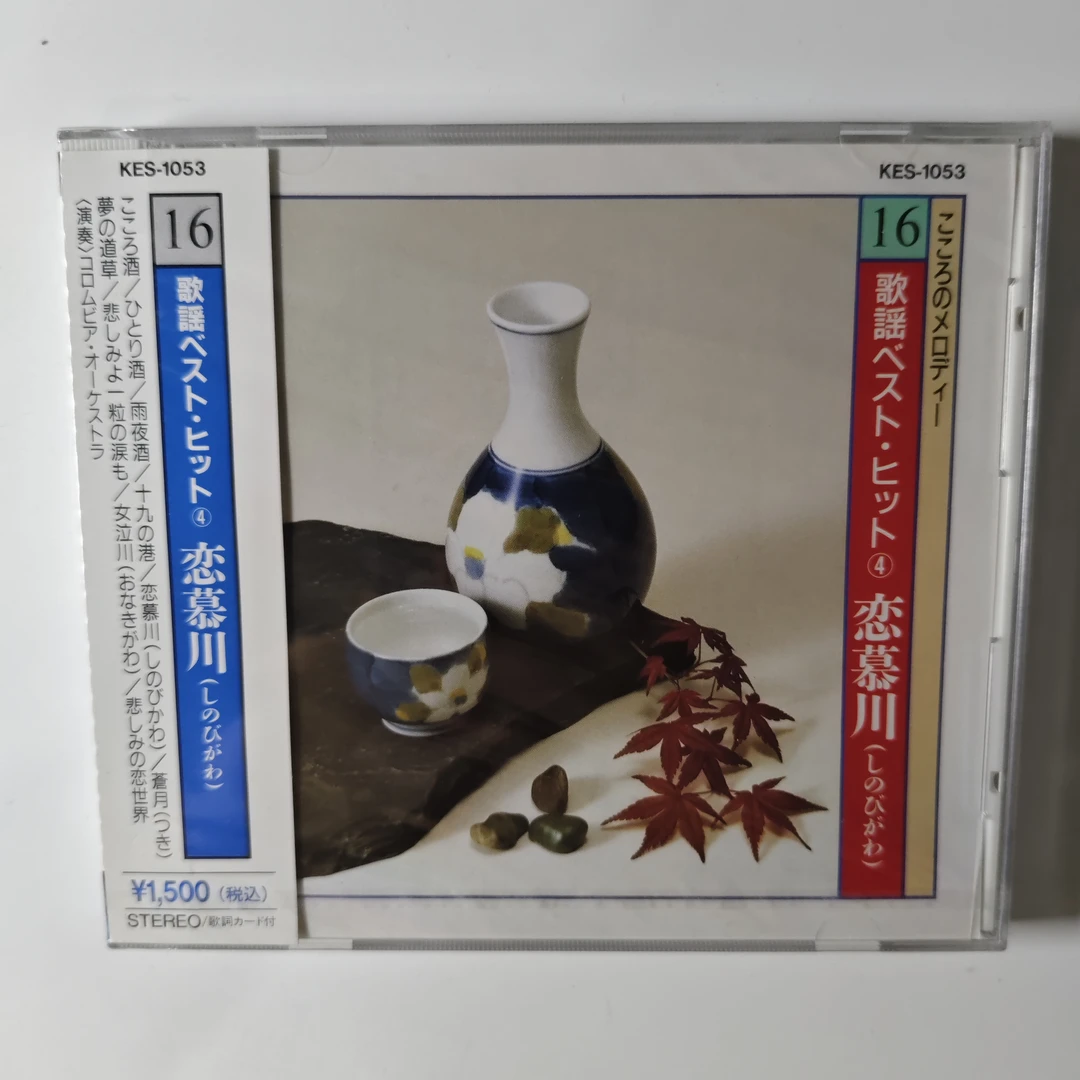 KES-1053
16
歌謡ベスト・ヒット④ 恋慕川(しのびがわ)
こころ酒/ひとり酒/雨夜酒/十九の港/恋慕川(しのびかわ)/蒼月(つき)
夢の道草/悲しみよ一粒の涙も/女泣川(おなきがわ)/悲しみの恋世界
〈演奏〉コロムビア・オーケストラ
¥1,500(税込)
STEREO/歌詞カード付
KES-1053
こころのメロディー
16
歌謡ベスト・ヒット④ 恋慕川(しのびがわ)